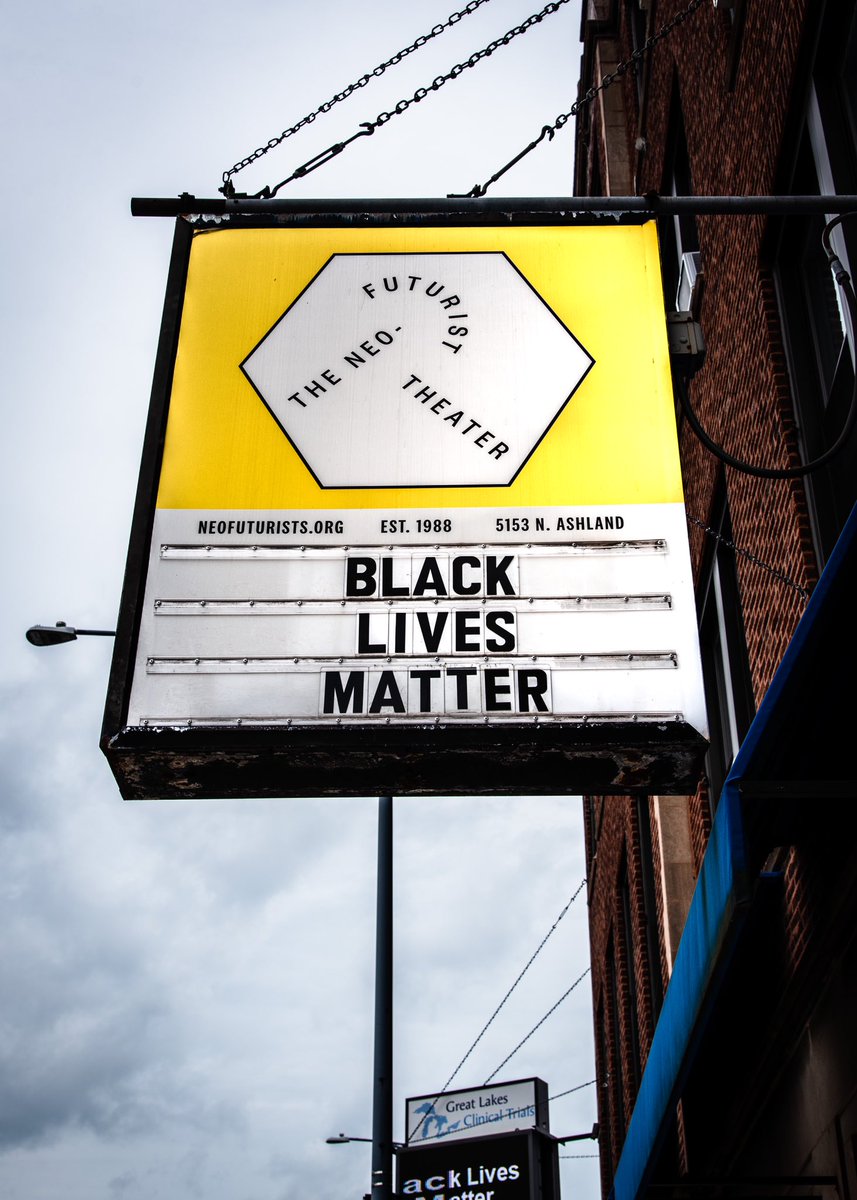 THE NEO-
FUTURIST
THEATER
NEOFUTURISTS.ORG EST. 1988 5153 N. ASHLAND
BLACK
LIVES
MATTER
Great Lakes
Clinical Trials
ack Lives
Matter